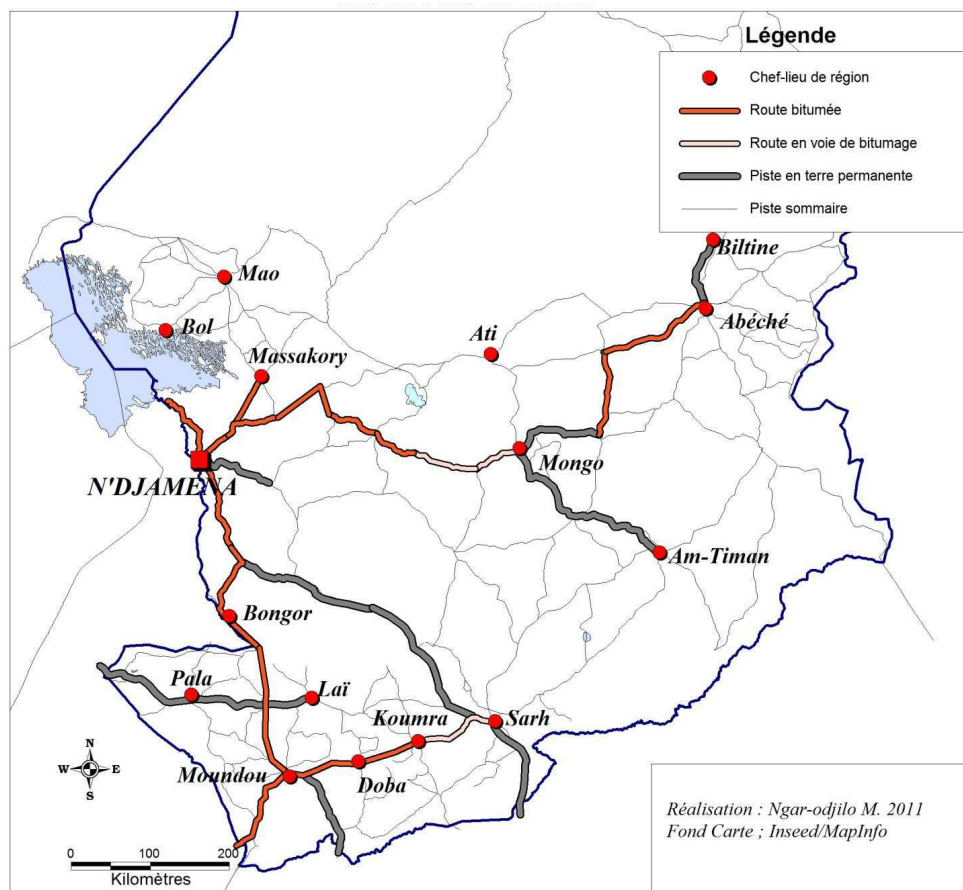 Légende
Chef-lieu de région
Route bitumée
Route en voie de bitumage
Piste en terre permanente
Piste sommaire
Biltine
Mao
Abéché
Bol
Ati
Massakory
Mongo
N'DJAMENA
Am-Timan
Bongor
Pala
Laï
Koumra
Sarh
Moundou
Doba
N
W E
S
0 100 200
Kilomètres
Réalisation : Ngar-odjilo M. 2011
Fond Carte ; Inseed/MapInfo